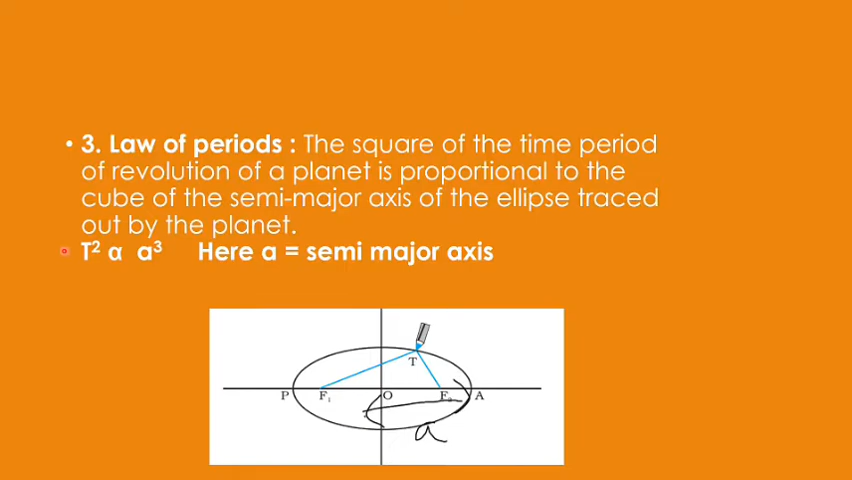 • 3. Law of periods : The square of the time period
of revolution of a planet is proportional to the
cube of the semi-major axis of the ellipse traced
out by the planet.
T² α a³ Here a = semi major axis
T
P F₁ O F₂ A
a